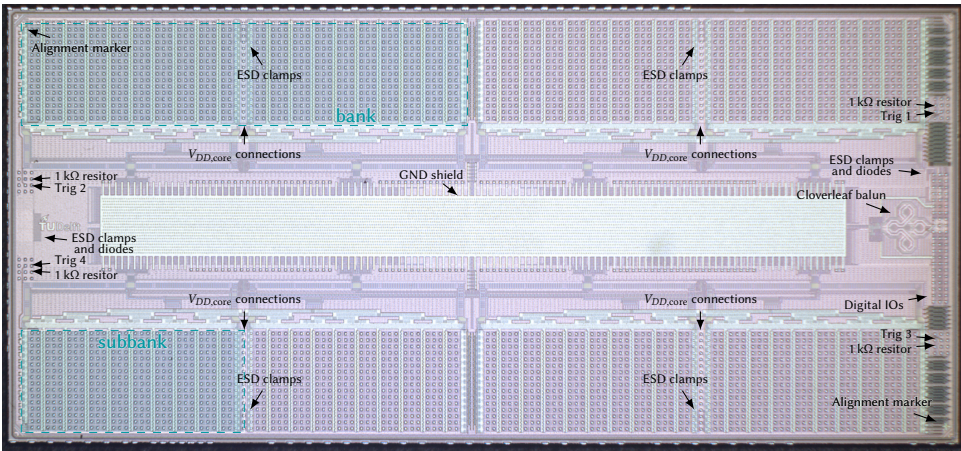 Alignment marker
ESD clamps
ESD clamps
bank
1 kΩ resitor
Trig 1
V_DD,core connections
V_DD,core connections
ESD clamps
and diodes
1 kΩ resitor
Trig 2
GND shield
Cloverleaf balun
TUDelft
ESD clamps
and diodes
Trig 4
1 kΩ resitor
V_DD,core connections
V_DD,core connections
Digital IOs
subbank
Trig 3
1 kΩ resitor
ESD clamps
ESD clamps
Alignment marker